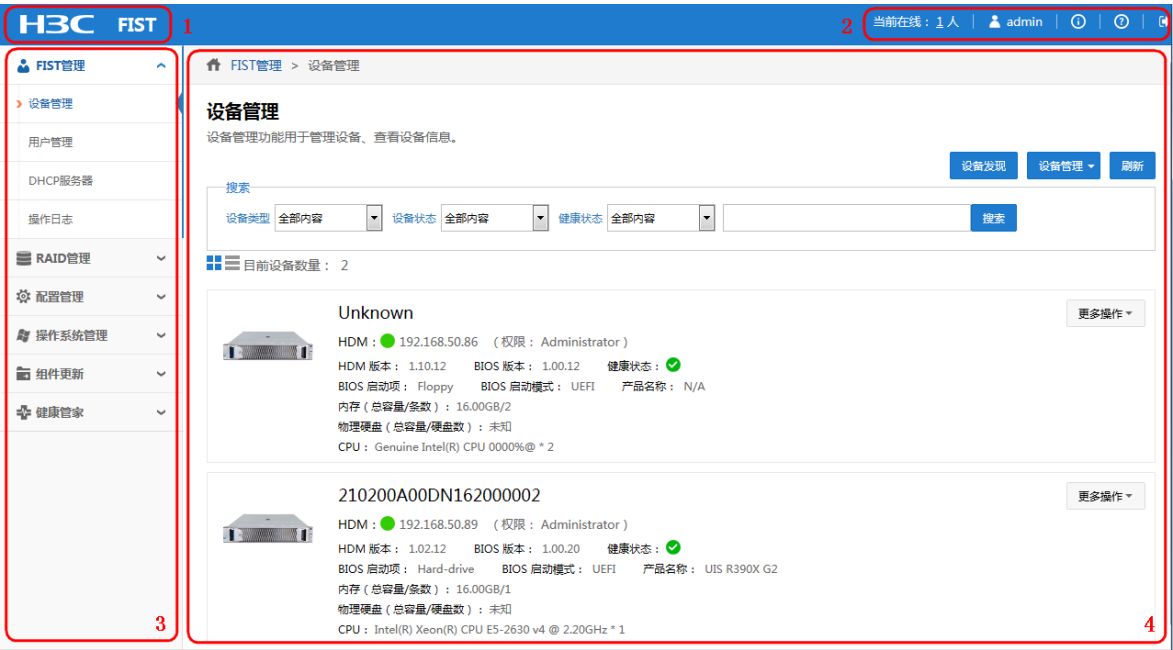 H3C FIST 1 2 当前在线：1人 admin
FIST管理
设备管理
用户管理
DHCP服务器
操作日志
RAID管理
配置管理
操作系统管理
组件更新
健康管家
3
FIST管理 > 设备管理
设备管理
设备管理功能用于管理设备、查看设备信息。
设备发现 设备管理 刷新
搜索
设备类型 全部内容 设备状态 全部内容 健康状态 全部内容 搜索
目前设备数量： 2
Unknown 更多操作
HDM： 192.168.50.86 （权限： Administrator）
HDM 版本： 1.10.12 BIOS 版本： 1.00.12 健康状态：
BIOS 启动项： Floppy BIOS 启动模式： UEFI 产品名称： N/A
内存（总容量/条数）： 16.00GB/2
物理硬盘（总容量/硬盘数）： 未知
CPU： Genuine Intel(R) CPU 0000%@ * 2
210200A00DN162000002 更多操作
HDM： 192.168.50.89 （权限： Administrator）
HDM 版本： 1.02.12 BIOS 版本： 1.00.20 健康状态：
BIOS 启动项： Hard-drive BIOS 启动模式： UEFI 产品名称： UIS R390X G2
内存（总容量/条数）： 16.00GB/1
物理硬盘（总容量/硬盘数）： 未知
CPU： Intel(R) Xeon(R) CPU E5-2630 v4 @ 2.20GHz * 1
4